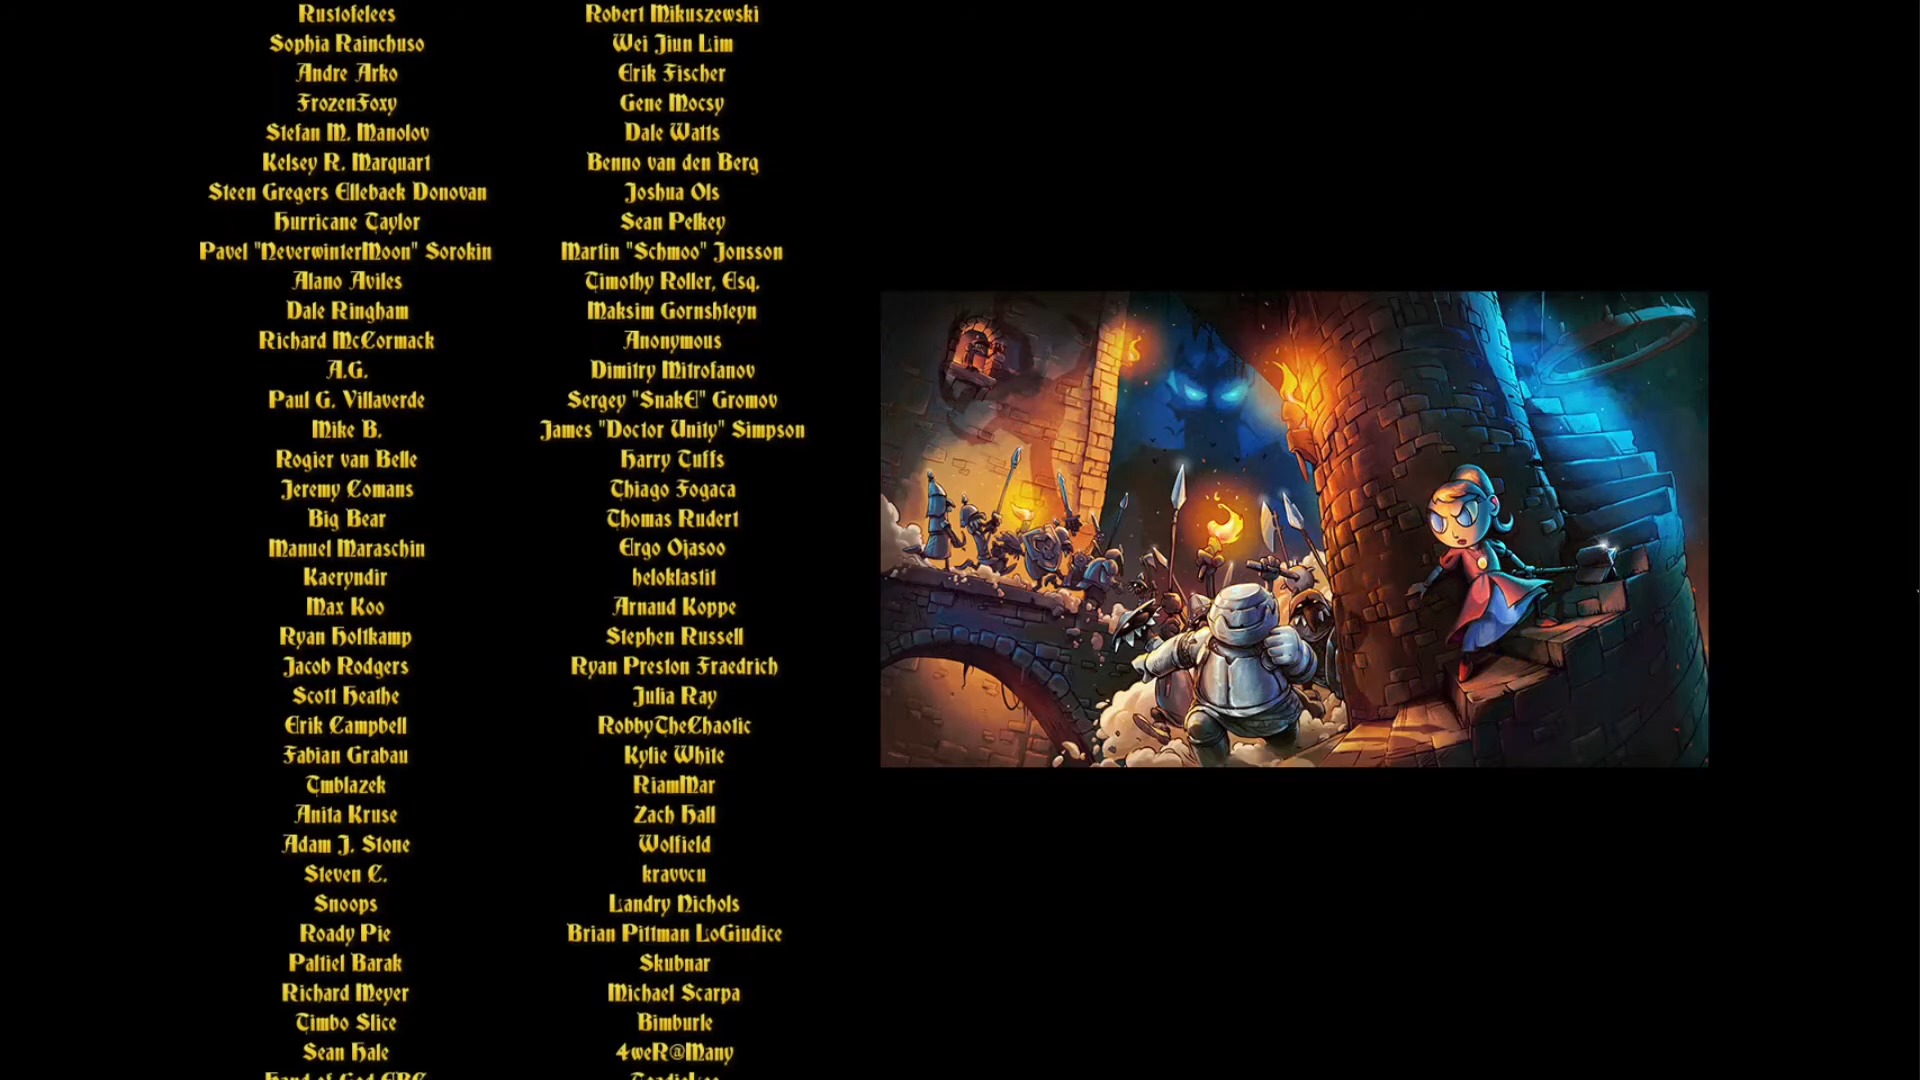 Rustofelees
Sophia Rainchuso
Andre Arko
FrozenFoxy
Stefan M. Manolov
Kelsey R. Marquart
Steen Gregers Ellebaek Donovan
Hurricane Taylor
Pavel "NeverwinterMoon" Sorokin
Alano Aviles
Dale Ringham
Richard McCormack
A.G.
Paul G. Villaverde
Mike B.
Rogier van Belle
Jeremy Comans
Big Bear
Manuel Maraschin
Kaeryndir
Max Koo
Ryan Holtkamp
Jacob Rodgers
Scott Heathe
Erik Campbell
Fabian Grabau
Tmblazek
Anita Kruse
Adam J. Stone
Steven C.
Snoops
Roady Pie
Paltiel Barak
Richard Meyer
Timbo Slice
Sean Hale
Robert Mikuszewski
Wei Jiun Lim
Erik Fischer
Gene Mocsy
Dale Watts
Benno van den Berg
Joshua Ols
Sean Pelkey
Martin "Schmoo" Jonsson
Timothy Roller, Esq.
Maksim Gornshteyn
Anonymous
Dimitry Mitrofanov
Sergey "SnakE" Gromov
James "Doctor Unity" Simpson
Harry Tuffs
Thiago Fogaca
Thomas Rudert
Ergo Ojasoo
heloklastit
Arnaud Koppe
Stephen Russell
Ryan Preston Fraedrich
Julia Ray
RobbyTheChaotic
Kylie White
RiamMar
Zach Hall
Wolfield
kravvcu
Landry Nichols
Brian Pittman LoGiudice
Skubnar
Michael Scarpa
Bimburle
4weR@Many